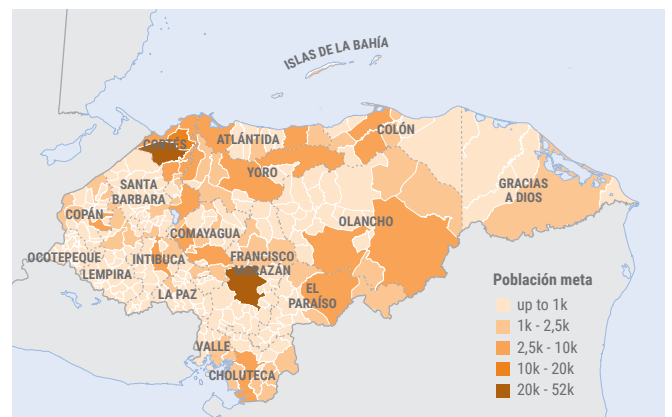 ISLAS DE LA BAHÍA
COLÓN
ATLÁNTIDA
CORTÉS
YORO
SANTA
BARBARA
GRACIAS
A DIOS
COPÁN
OLANCHO
COMAYAGUA
OCOTEPEQUE
INTIBUCA
FRANCISCO
MORAZÁN
LEMPIRA
EL
PARAÍSO
LA PAZ
VALLE
CHOLUTECA
Población meta
up to 1k
1k - 2,5k
2,5k - 10k
10k - 20k
20k - 52k